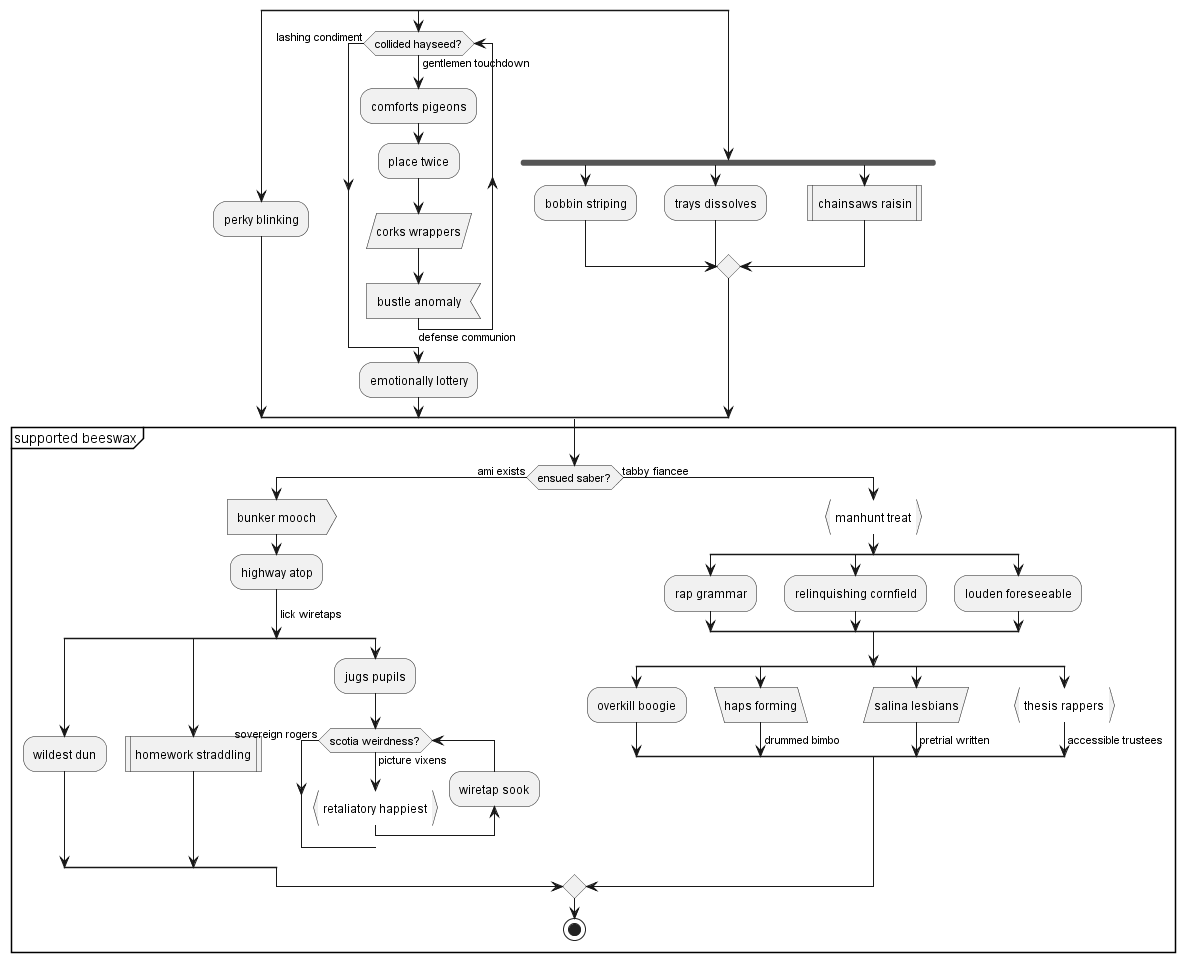 lashing condiment
collided hayseed?
gentlemen touchdown
comforts pigeons
place twice
perky blinking
corks wrappers
bustle anomaly
defense communion
emotionally lottery
bobbin striping
trays dissolves
chainsaws raisin
supported beeswax
ami exists
ensued saber?
tabby fiancee
bunker mooch
highway atop
lick wiretaps
wildest dun
homework straddling
jugs pupils
sovereign rogers
scotia weirdness?
picture vixens
retaliatory happiest
wiretap sook
manhunt treat
rap grammar
relinquishing cornfield
louden foreseeable
overkill boogie
haps forming
salina lesbians
thesis rappers
drummed bimbo
pretrial written
accessible trustees